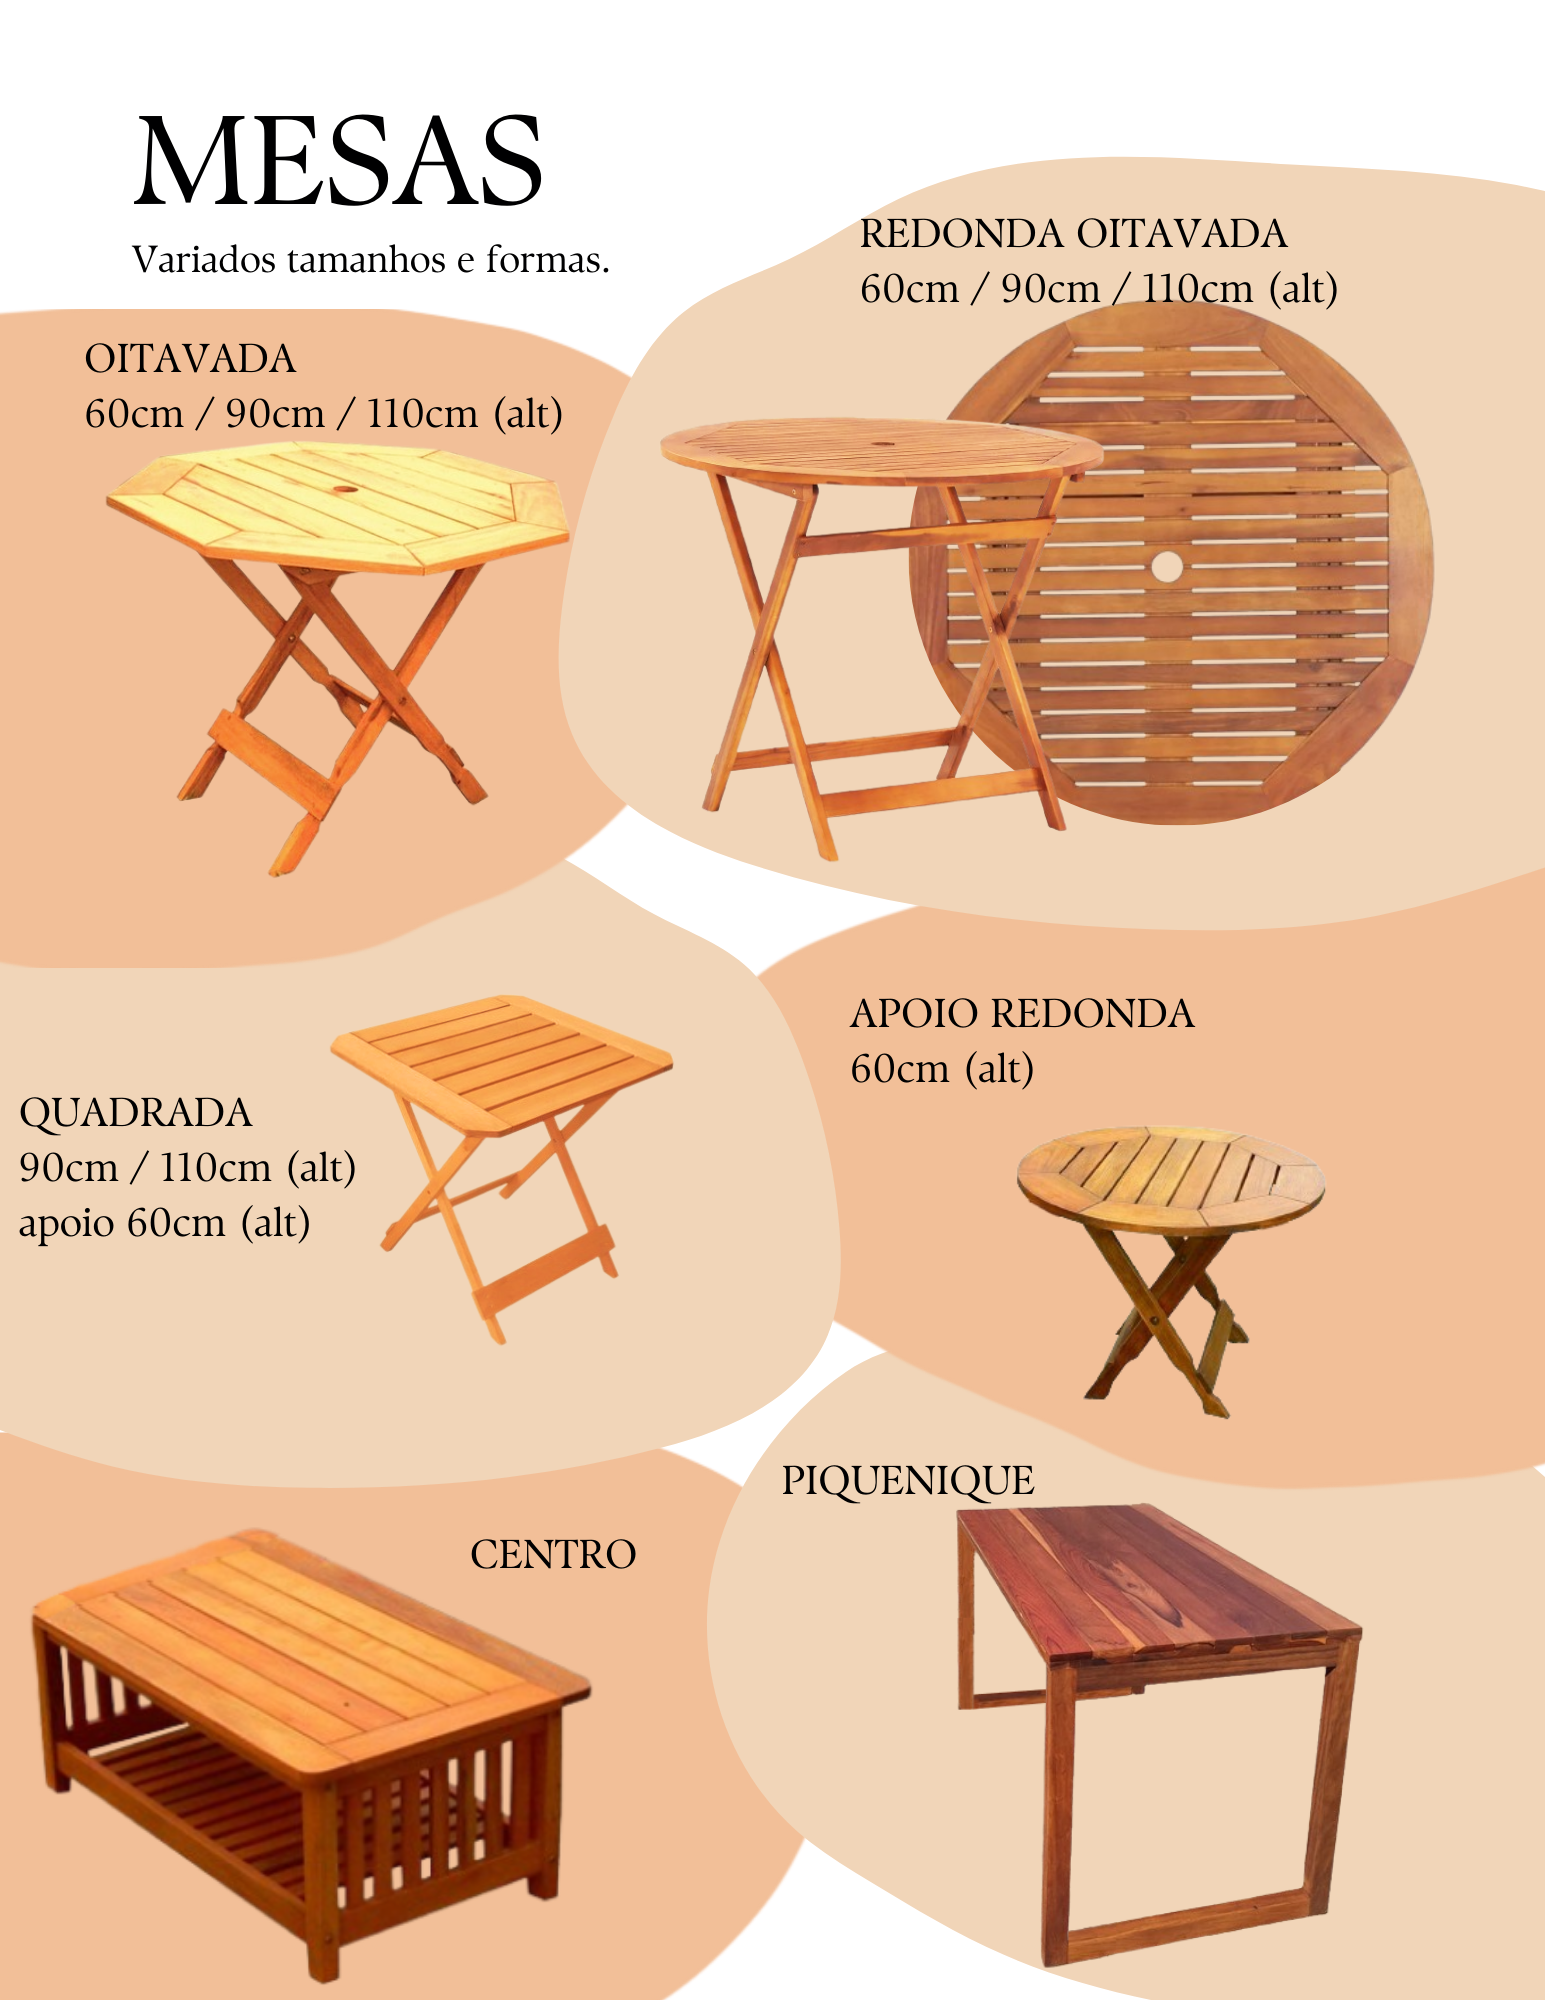 MESAS
Variados tamanhos e formas.
REDONDA OITAVADA
60cm / 90cm / 110cm (alt)
OITAVADA
60cm / 90cm / 110cm (alt)
APOIO REDONDA
60cm (alt)
QUADRADA
90cm / 110cm (alt)
apoio 60cm (alt)
PIQUENIQUE
CENTRO